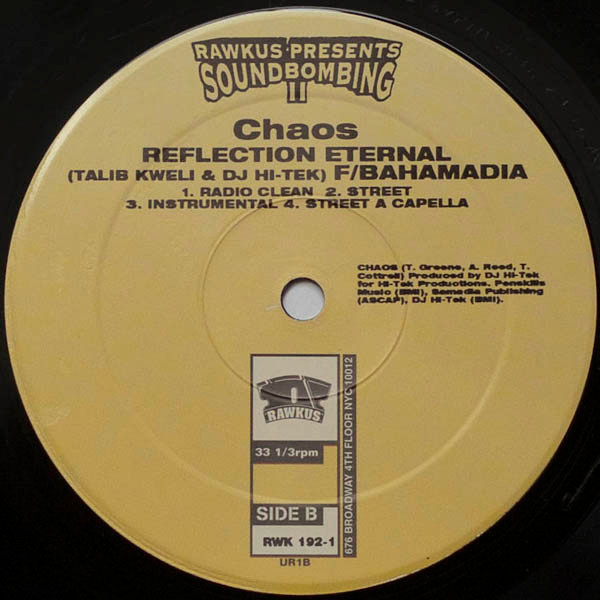 RAWKUS PRESENTS
SOUNDBOMBING
II
Chaos
REFLECTION ETERNAL
(TALIB KWELI & DJ HI-TEK) F/BAHAMADIA
1. RADIO CLEAN 2. STREET
3. INSTRUMENTAL 4. STREET A CAPELLA
CHAOS (T. Greene, A. Reed, T.
Cottrell) Produced by DJ Hi-Tek
for Hi-Tek Productions. Penskills
Music (BMI), Bamadia Publishing
(ASCAP), DJ Hi-Tek (BMI).
RAWKUS
33 1/3rpm
SIDE B
RWK 192-1
676 BROADWAY 4TH FLOOR NYC 10012
UR1B